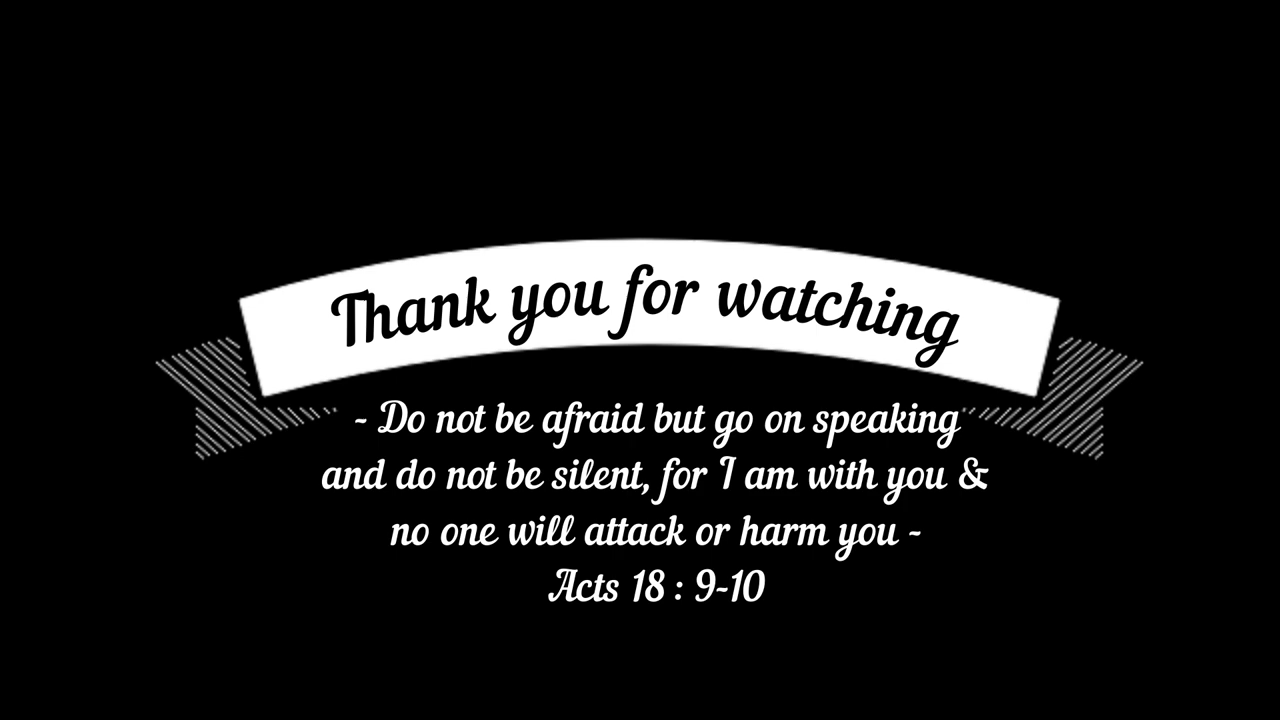 Thank you for watching
- Do not be afraid but go on speaking
and do not be silent, for I am with you &
no one will attack or harm you -
Acts 18 : 9-10